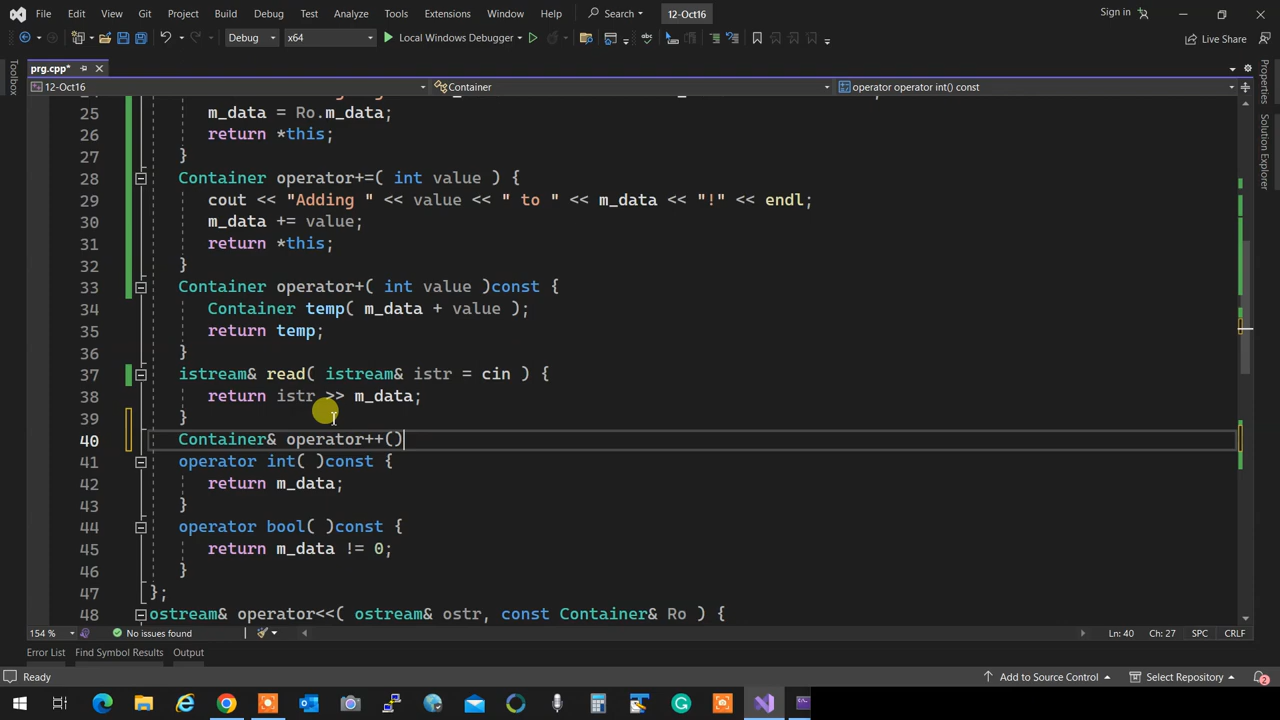 File Edit View Git Project Build Debug Test Analyze Tools Extensions Window Help Search 12-Oct16 Sign in
Debug x64 Local Windows Debugger Live Share
prg.cpp*
12-Oct16 Container operator operator int() const
25 m_data = Ro.m_data;
26 return *this;
27 }
28 Container operator+=( int value ) {
29 cout << "Adding " << value << " to " << m_data << "!" << endl;
30 m_data += value;
31 return *this;
32 }
33 Container operator+( int value )const {
34 Container temp( m_data + value );
35 return temp;
36 }
37 istream& read( istream& istr = cin ) {
38 return istr >> m_data;
39 }
40 Container& operator++()
41 operator int( )const {
42 return m_data;
43 }
44 operator bool( )const {
45 return m_data != 0;
46 }
47 };
48 ostream& operator<<( ostream& ostr, const Container& Ro ) {
154 % No issues found Ln: 40 Ch: 27 SPC CRLF
Error List Find Symbol Results Output
Ready Add to Source Control Select Repository 2
Toolbox
Properties
Solution Explorer